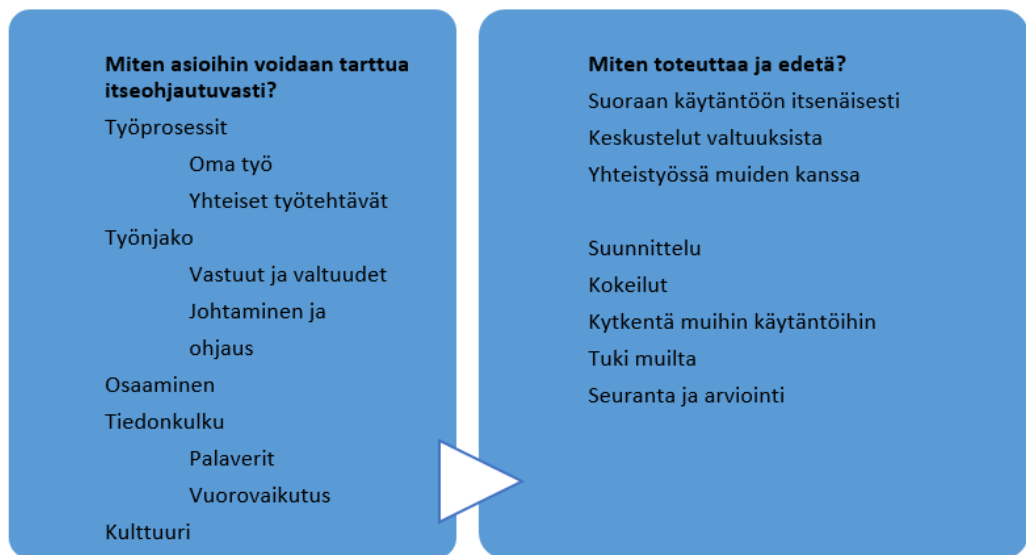 Miten asioihin voidaan tarttua
itseohjautuvasti?
Työprosessit
Oma työ
Yhteiset työtehtävät
Työnjako
Vastuut ja valtuudet
Johtaminen ja
ohjaus
Osaaminen
Tiedonkulku
Palaverit
Vuorovaikutus
Kulttuuri
Miten toteuttaa ja edetä?
Suoraan käytäntöön itsenäisesti
Keskustelut valtuuksista
Yhteistyössä muiden kanssa
Suunnittelu
Kokeilut
Kytkentä muihin käytäntöihin
Tuki muilta
Seuranta ja arviointi